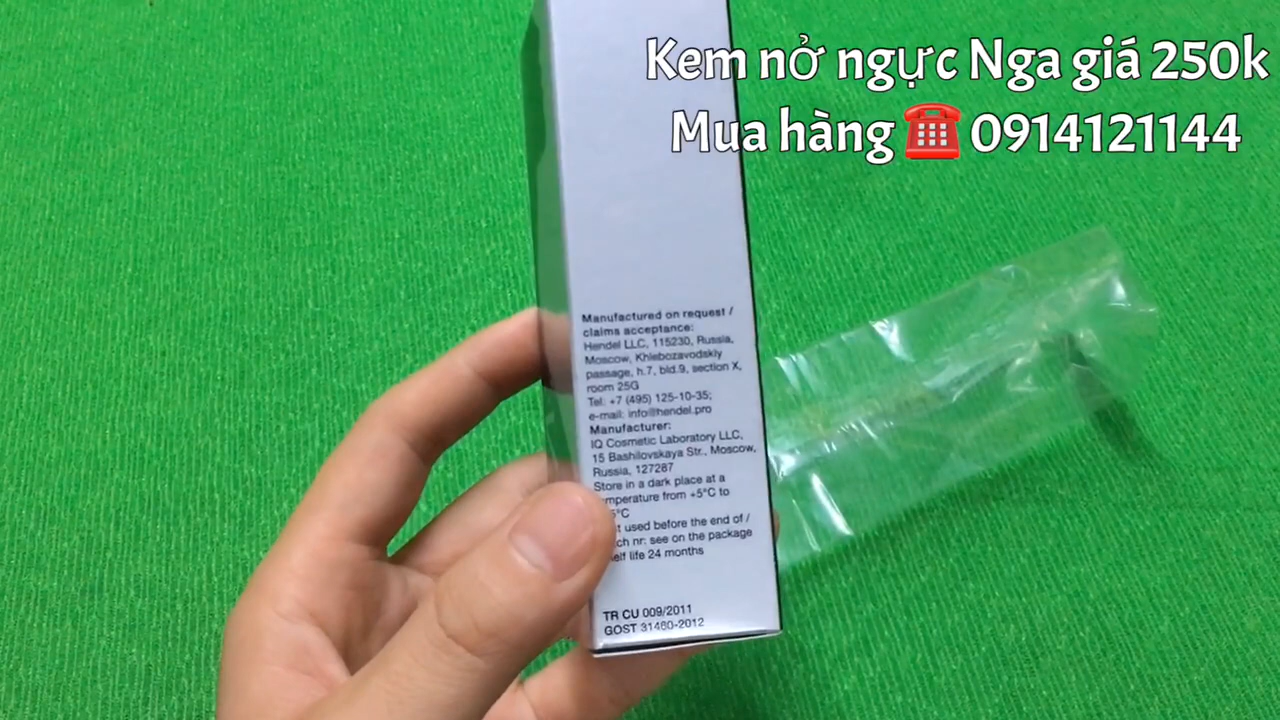 Kem nở ngực Nga giá 250k
Mua hàng ☎️ 0914121144
Manufactured on request /
claims acceptance:
Hendel LLC, 115230, Russia,
Moscow, Khlebozavodskiy
passage, h.7, bld.9, section X,
room 25G
Tel: +7 (495) 125-10-35;
e-mail: info@hendel.pro
Manufacturer:
IQ Cosmetic Laboratory LLC,
15 Bashilovskaya Str., Moscow,
Russia, 127287
Store in a dark place at a
from +5°C to
5°C
used before the end of /
nr: see on the package
life 24 months
TR CU 009/2011
GOST 31460-2012